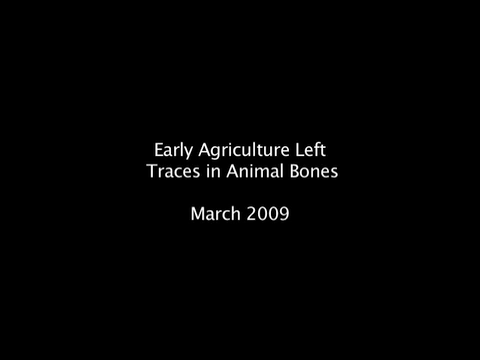 Early Agriculture Left
Traces in Animal Bones
March 2009